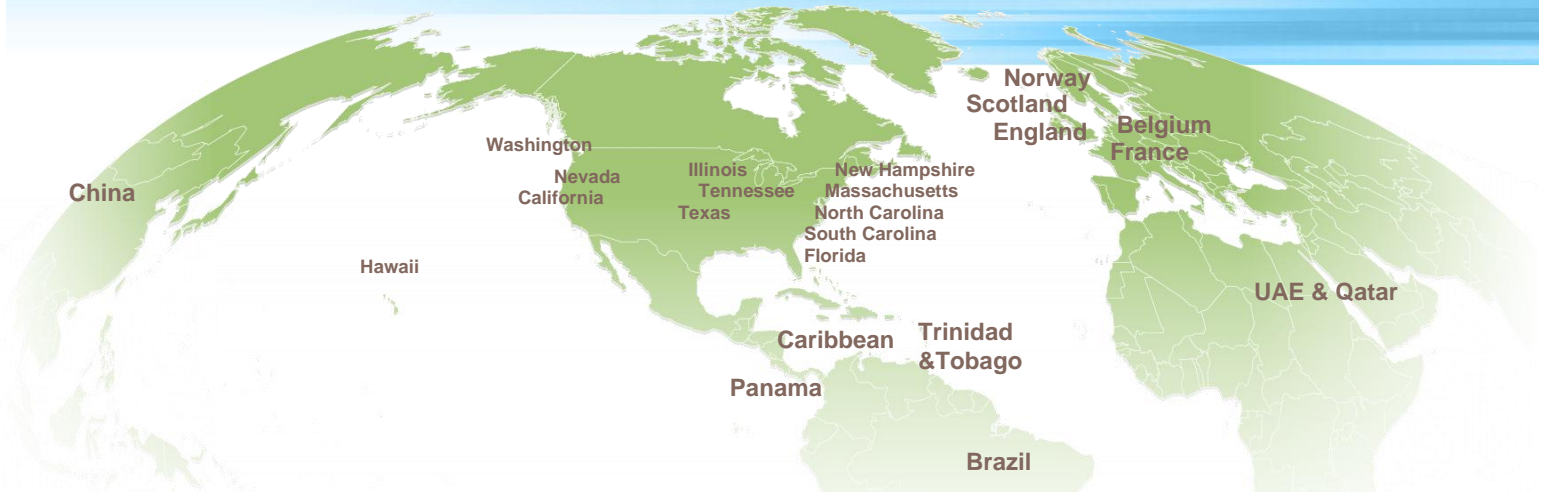 Norway
Scotland
England
Belgium
France
Washington
Nevada
California
Illinois
Tennessee
Texas
New Hampshire
Massachusetts
North Carolina
South Carolina
Florida
China
Hawaii
UAE & Qatar
Caribbean
Trinidad
&Tobago
Panama
Brazil